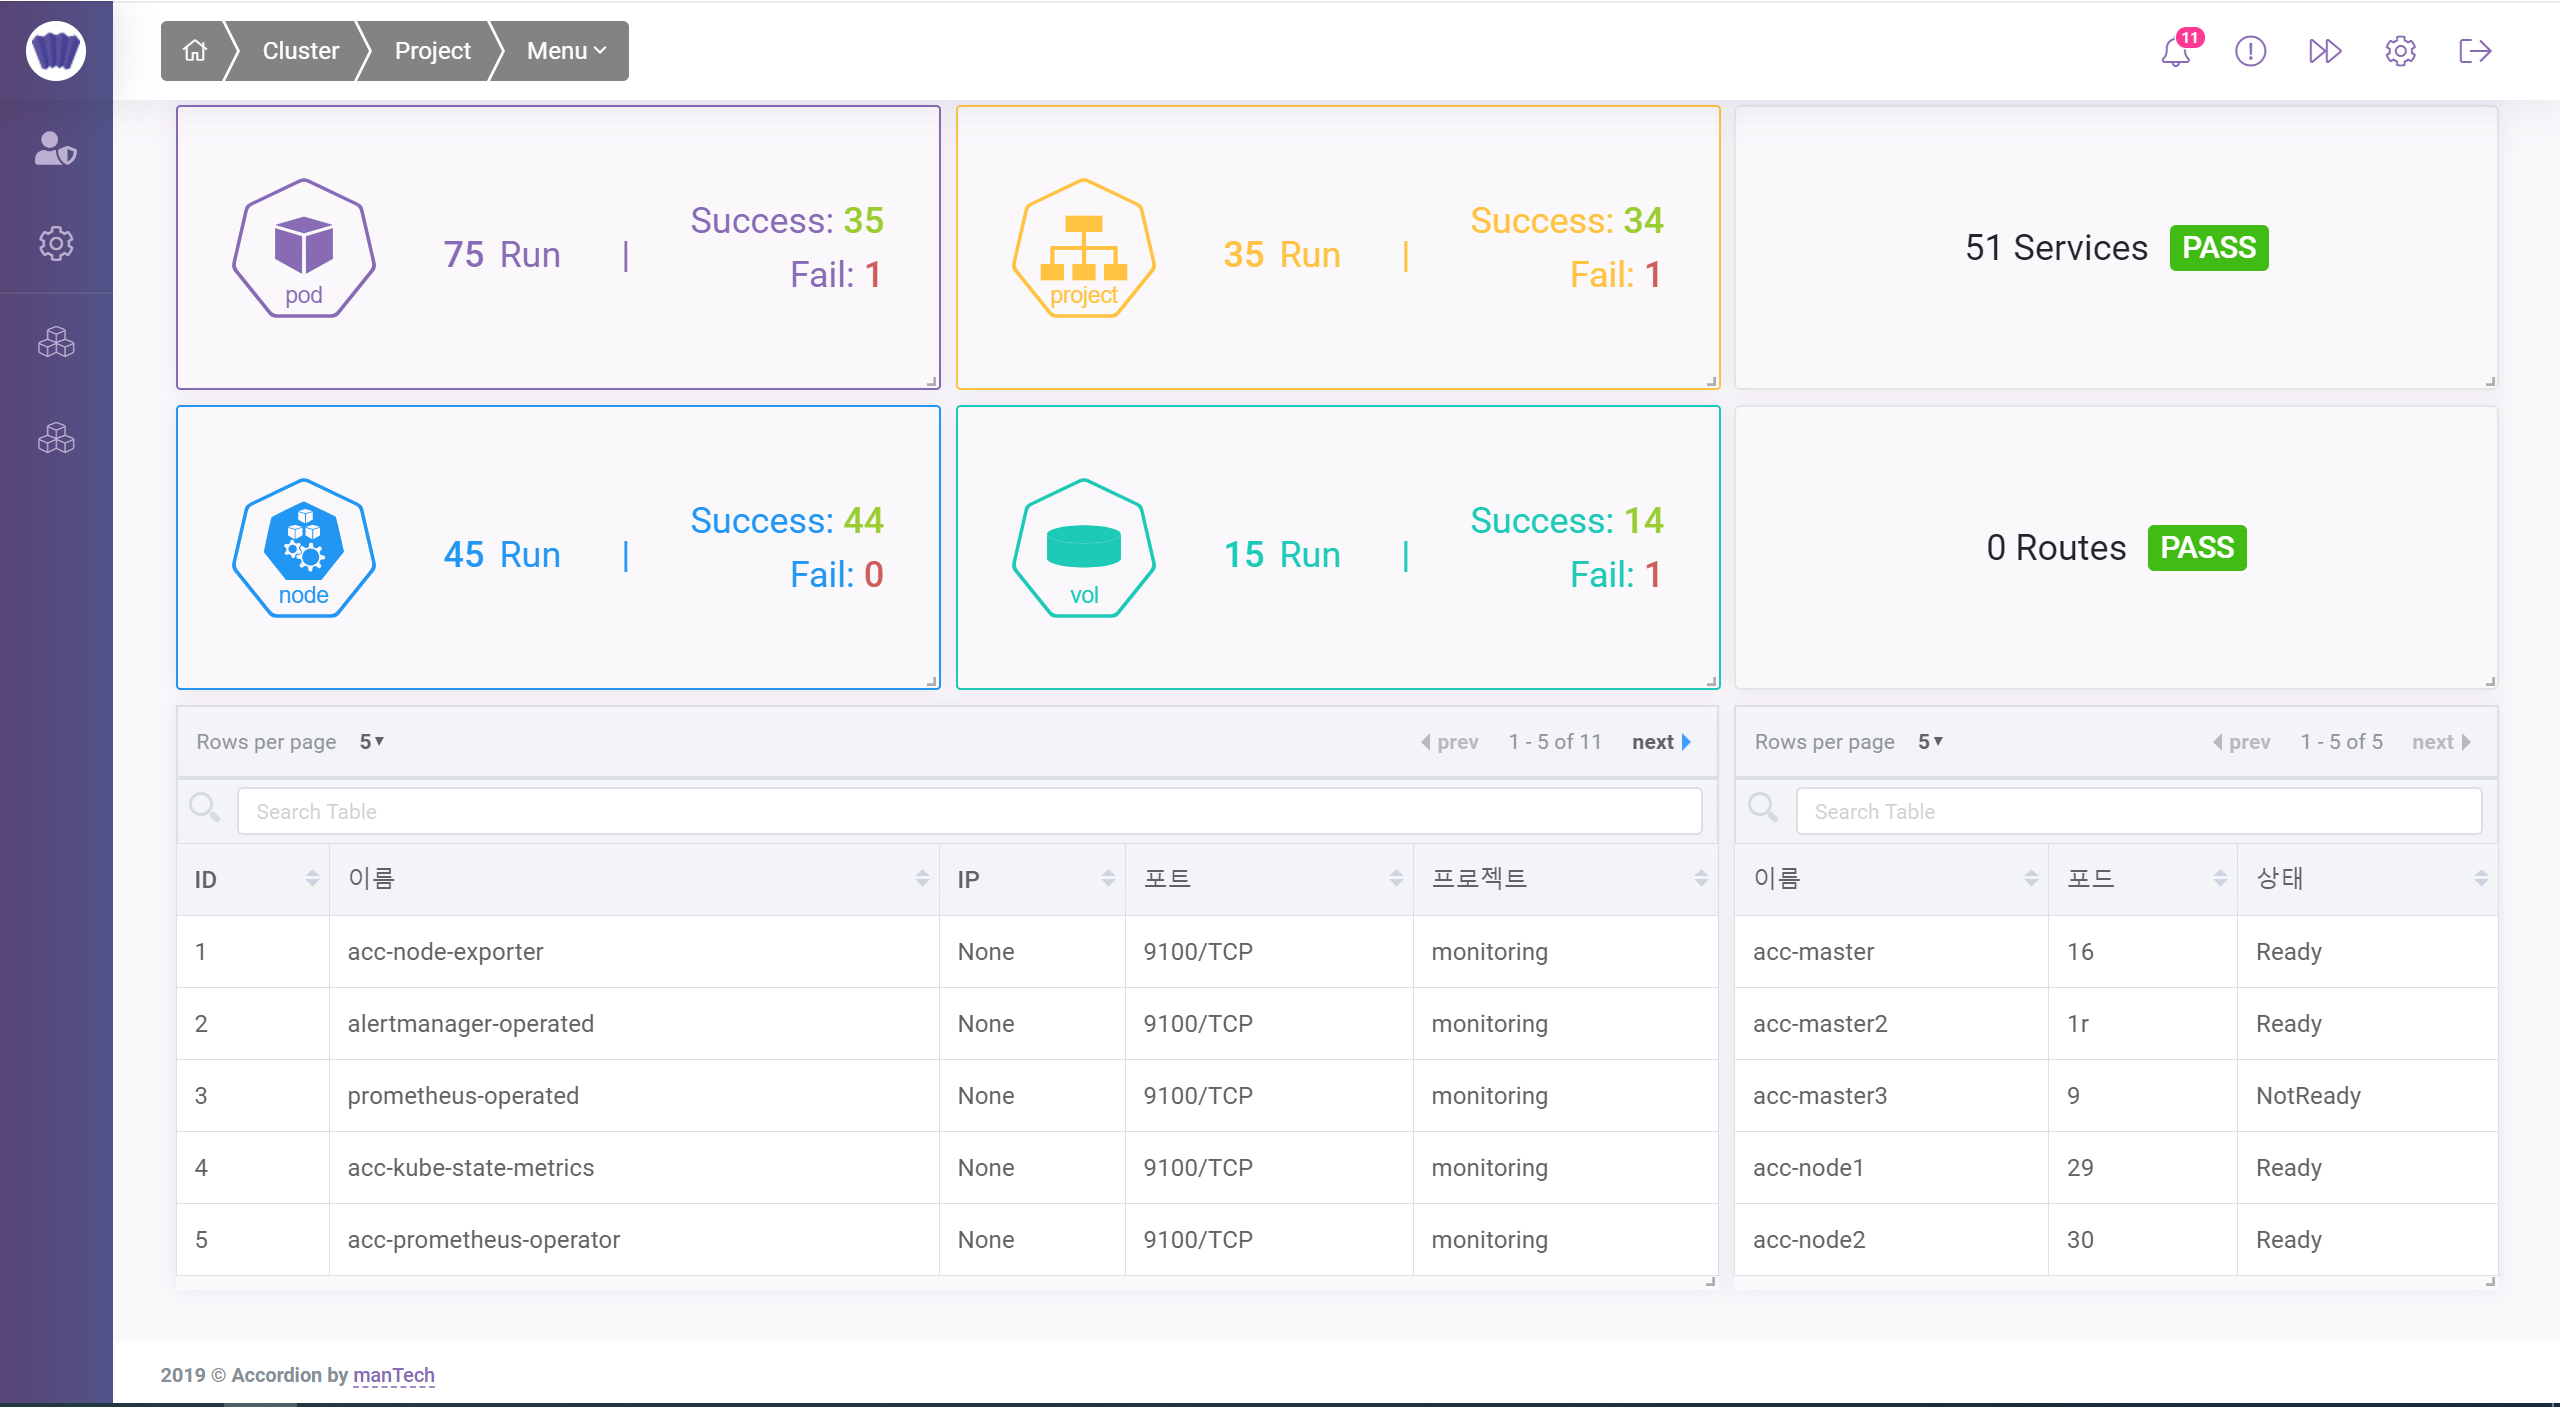 Cluster Project Menu
11
75 Run | Success: 35
Fail: 1
pod
35 Run | Success: 34
Fail: 1
project
51 Services PASS
45 Run | Success: 44
Fail: 0
node
15 Run | Success: 14
Fail: 1
vol
0 Routes PASS
Rows per page 5 prev 1 - 5 of 11 next
Search Table
ID 이름 IP 포트 프로젝트
1 acc-node-exporter None 9100/TCP monitoring
2 alertmanager-operated None 9100/TCP monitoring
3 prometheus-operated None 9100/TCP monitoring
4 acc-kube-state-metrics None 9100/TCP monitoring
5 acc-prometheus-operator None 9100/TCP monitoring
Rows per page 5 prev 1 - 5 of 5 next
Search Table
이름 포드 상태
acc-master 16 Ready
acc-master2 1r Ready
acc-master3 9 NotReady
acc-node1 29 Ready
acc-node2 30 Ready
2019 © Accordion by manTech